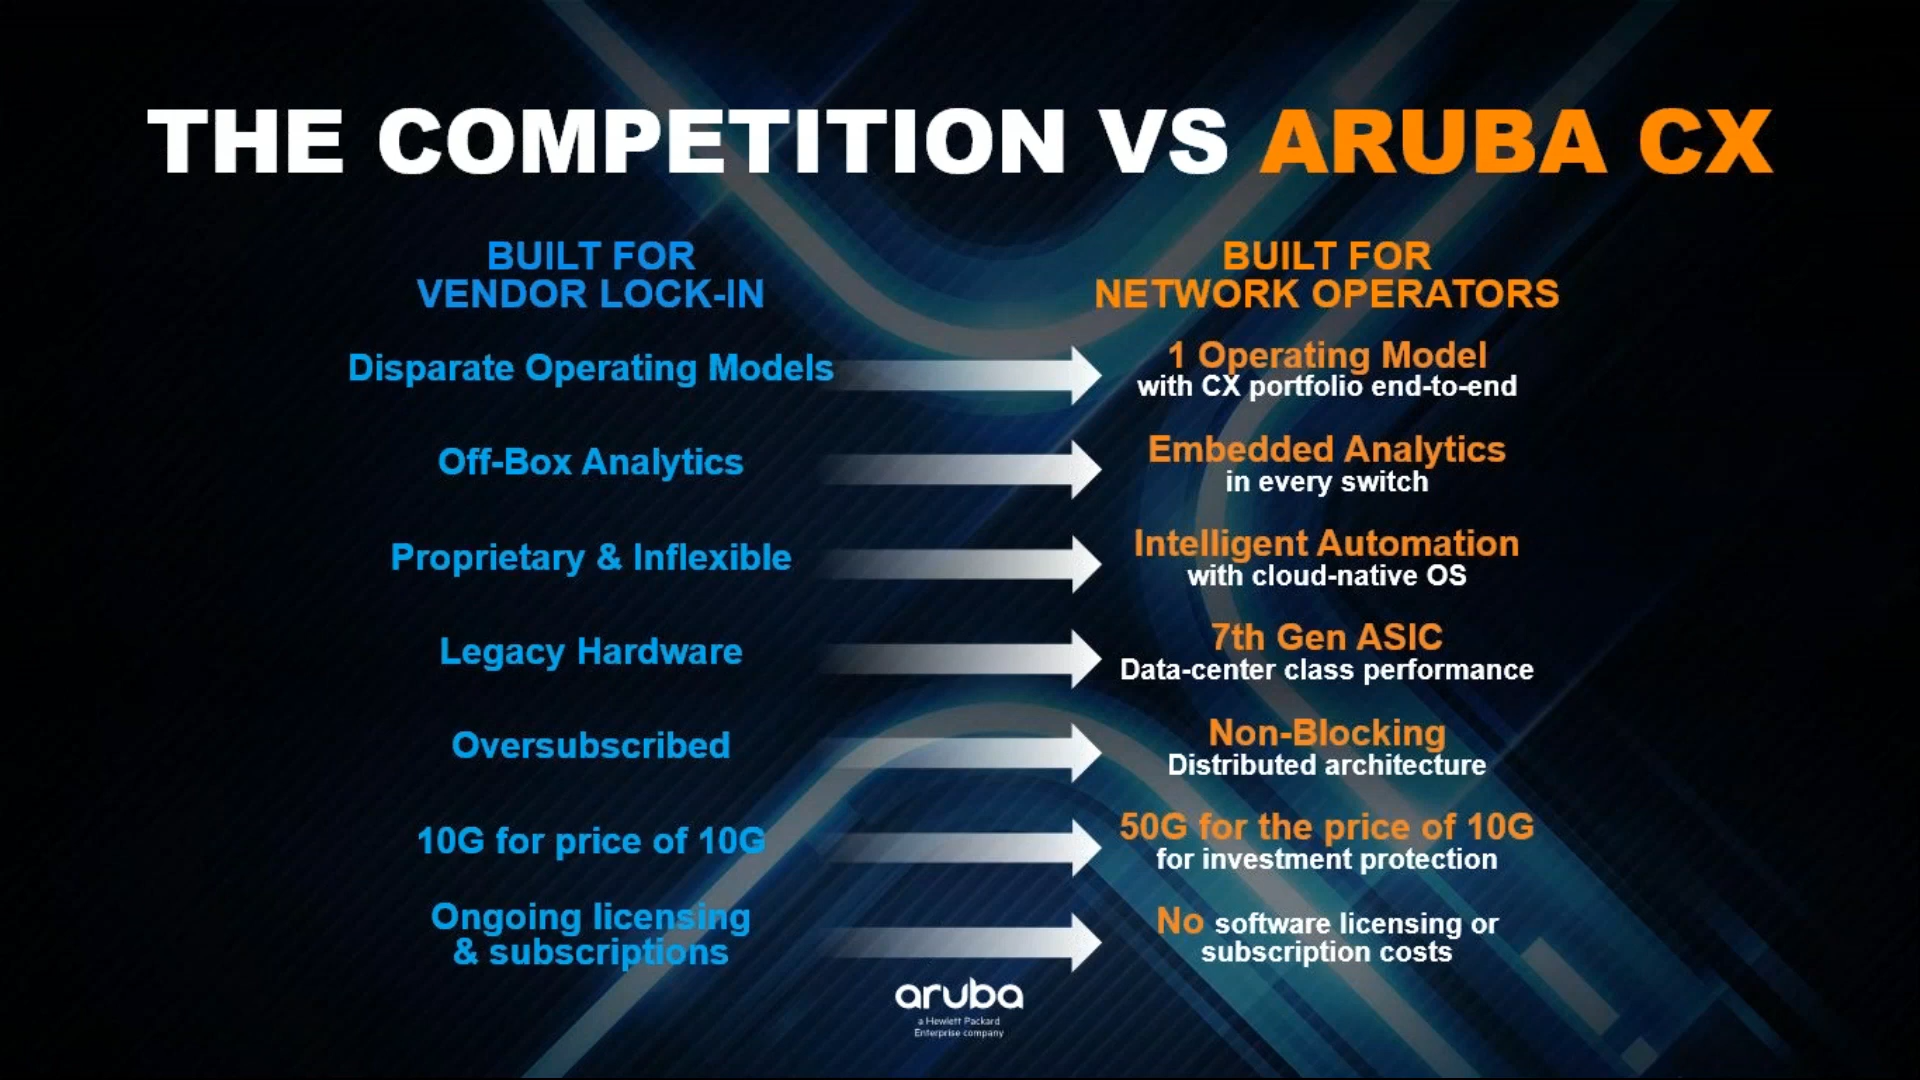 THE COMPETITION VS ARUBA CX
BUILT FOR
VENDOR LOCK-IN
BUILT FOR
NETWORK OPERATORS
Disparate Operating Models
1 Operating Model
with CX portfolio end-to-end
Off-Box Analytics
Embedded Analytics
in every switch
Proprietary & Inflexible
Intelligent Automation
with cloud-native OS
Legacy Hardware
7th Gen ASIC
Data-center class performance
Oversubscribed
Non-Blocking
Distributed architecture
10G for price of 10G
50G for the price of 10G
for investment protection
Ongoing licensing
& subscriptions
No software licensing or
subscription costs
aruba
a Hewlett Packard
Enterprise company